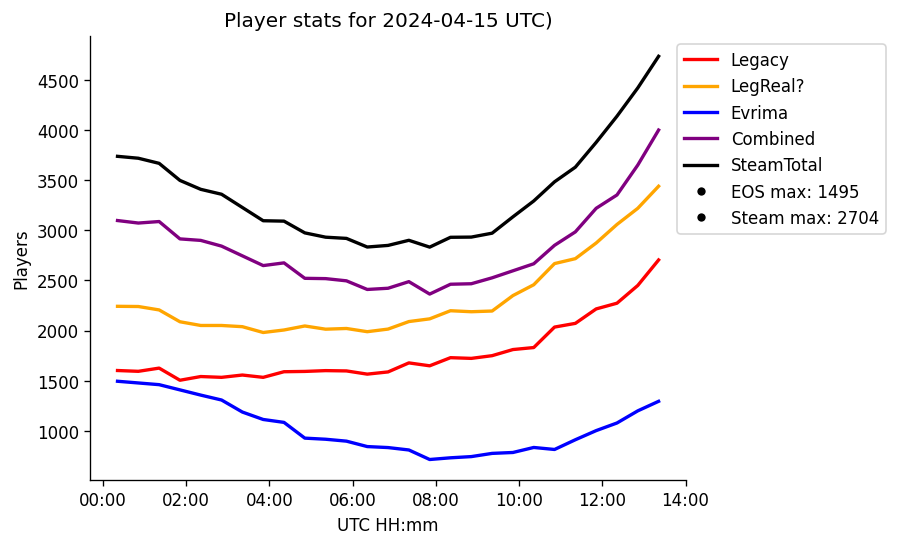 Player stats for 2024-04-15 UTC)
Players
4500
4000
3500
3000
2500
2000
1500
1000
00:00 02:00 04:00 06:00 08:00 10:00 12:00 14:00
UTC HH:mm
Legacy
LegReal?
Evrima
Combined
SteamTotal
EOS max: 1495
Steam max: 2704